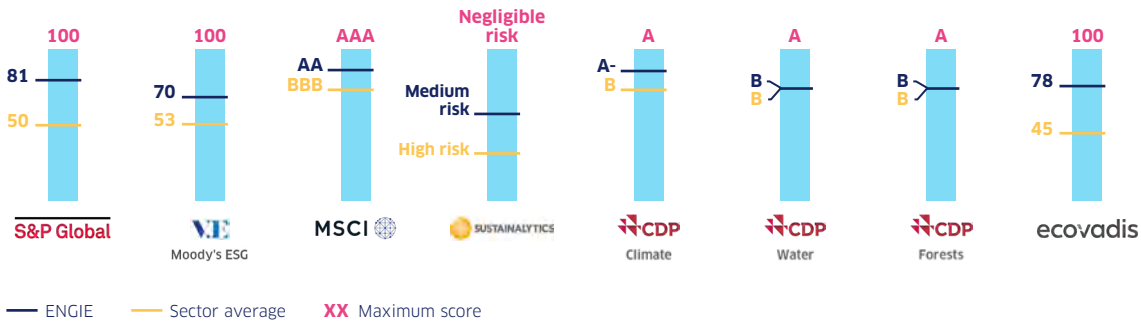 100
81
50
S&P Global
100
70
53
V.E
Moody's ESG
AAA
AA
BBB
MSCI
Negligible
risk
Medium
risk
High risk
SUSTAINALYTICS
A
A-
B
CDP
Climate
A
B
B
CDP
Water
A
B
B
CDP
Forests
100
78
45
ecovadis
ENGIE
Sector average
XX Maximum score